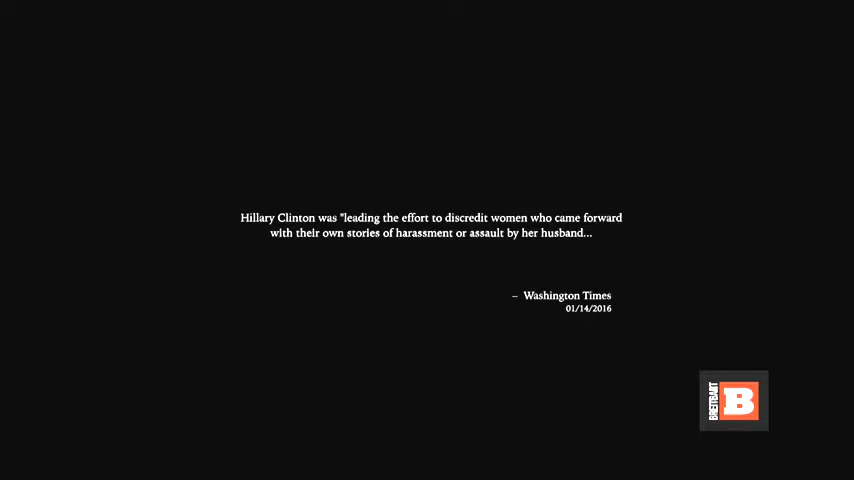 Hillary Clinton was "leading the effort to discredit women who came forward
with their own stories of harassment or assault by her husband...
– Washington Times
01/14/2016
BREITBART
B